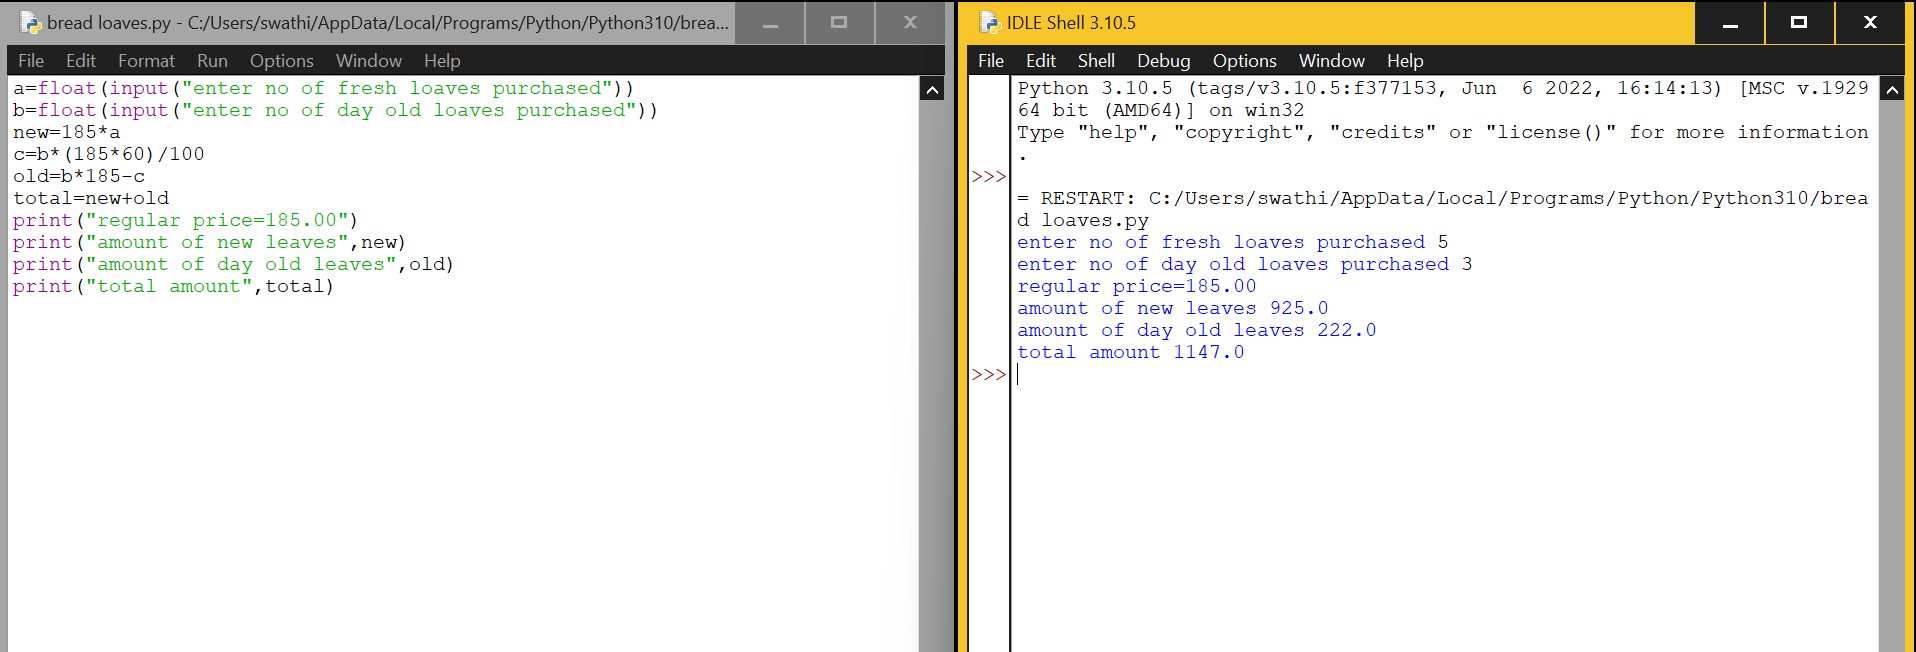 bread loaves.py - C:/Users/swathi/AppData/Local/Programs/Python/Python310/brea...
File Edit Format Run Options Window Help
a=float(input("enter no of fresh loaves purchased"))
b=float(input("enter no of day old loaves purchased"))
new=185*a
c=b*(185*60)/100
old=b*185-c
total=new+old
print("regular price=185.00")
print("amount of new leaves",new)
print("amount of day old leaves",old)
print("total amount",total)
IDLE Shell 3.10.5
File Edit Shell Debug Options Window Help
Python 3.10.5 (tags/v3.10.5:f377153, Jun  6 2022, 16:14:13) [MSC v.1929
64 bit (AMD64)] on win32
Type "help", "copyright", "credits" or "license()" for more information
.
>>>
= RESTART: C:/Users/swathi/AppData/Local/Programs/Python/Python310/brea
d loaves.py
enter no of fresh loaves purchased 5
enter no of day old loaves purchased 3
regular price=185.00
amount of new leaves 925.0
amount of day old leaves 222.0
total amount 1147.0
>>>